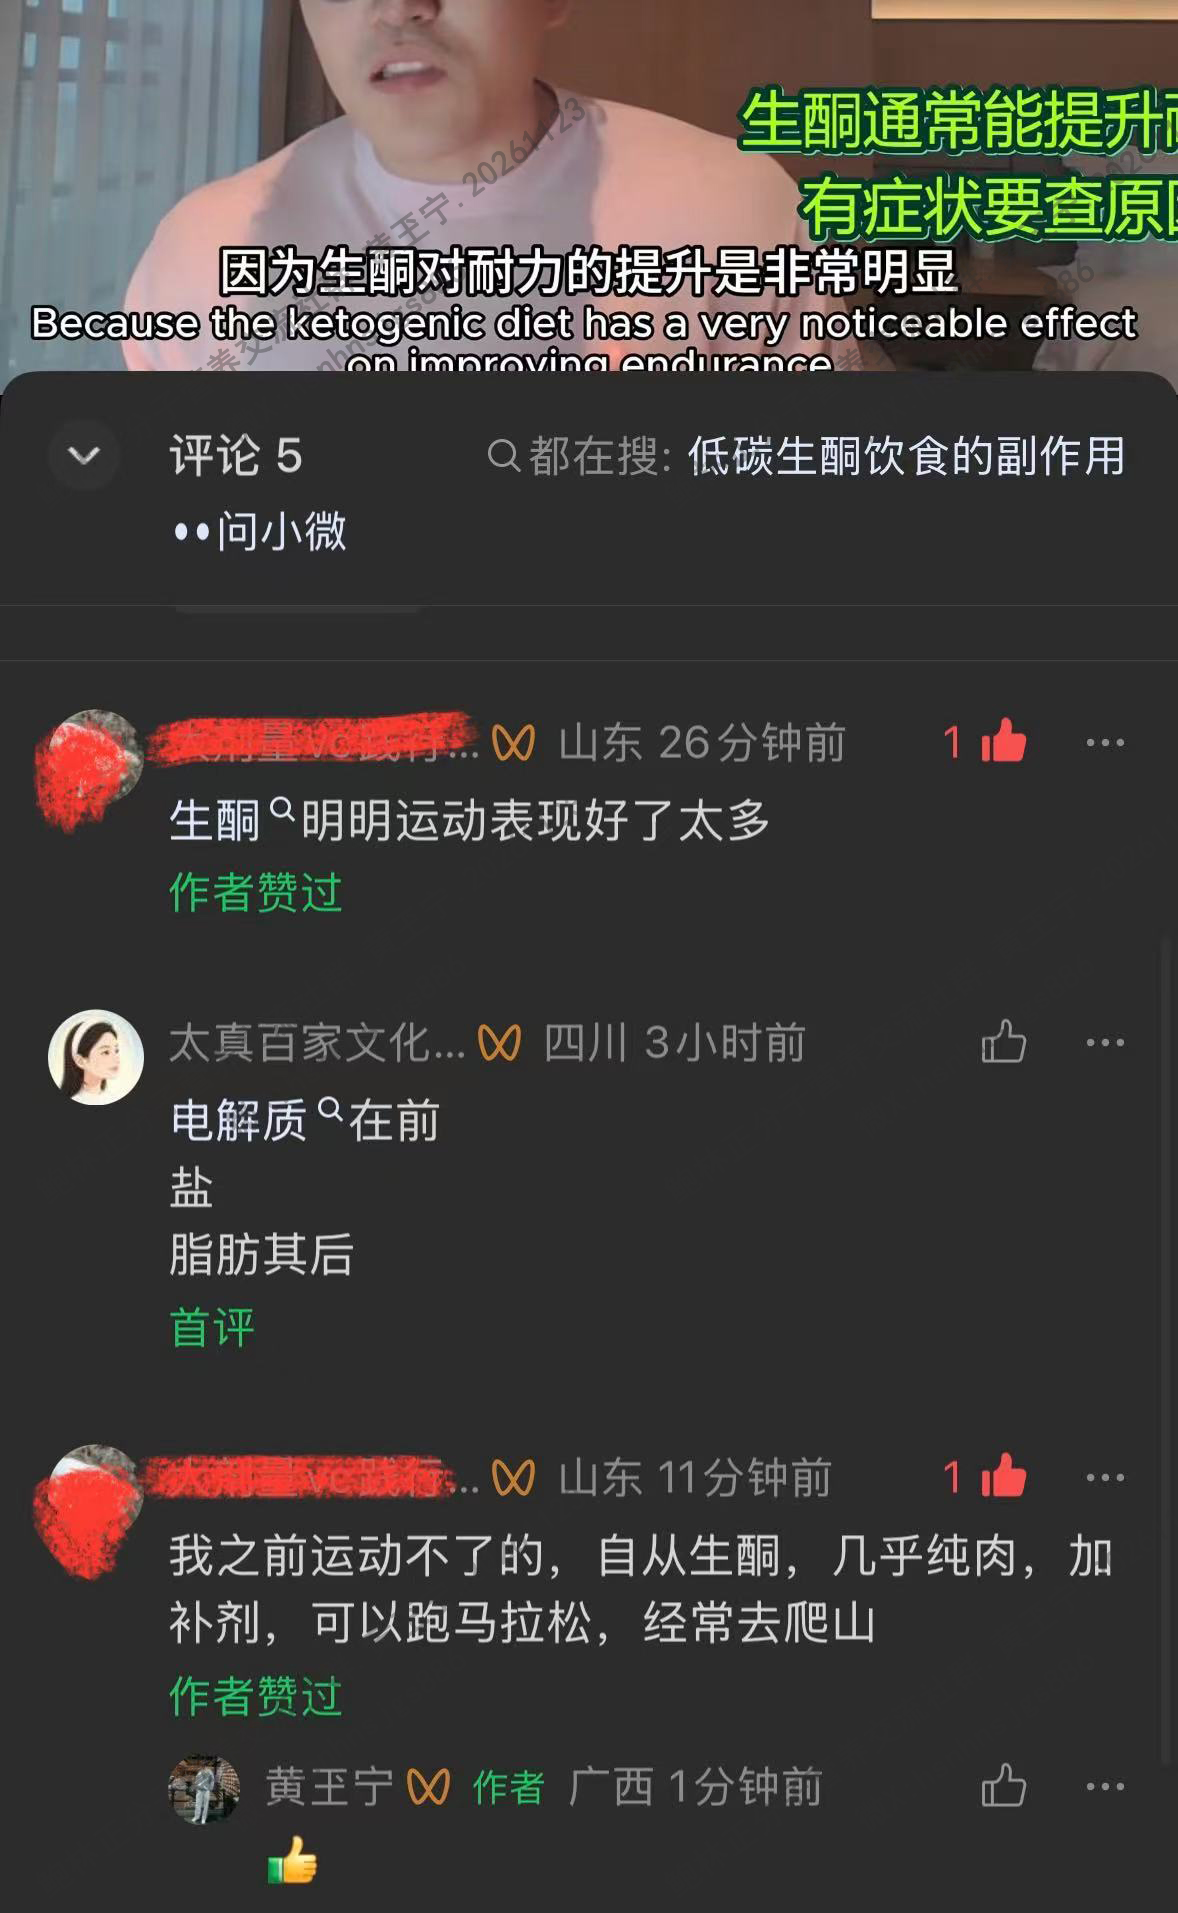 生酮通常能提升
有症状要查原因
因为生酮对耐力的提升是非常明显
Because the ketogenic diet has a very noticeable effect
on improving endurance
评论 5
都在搜: 低碳生酮饮食的副作用
问小微
山东 26分钟前
1
生酮明明运动表现好了太多
作者赞过
太真百家文化... 四川 3小时前
电解质在前
盐
脂肪其后
首评
... 山东 11分钟前
1
我之前运动不了的，自从生酮，几乎纯肉，加
补剂，可以跑马拉松，经常去爬山
作者赞过
黄玊宁 作者 广西 1分钟前